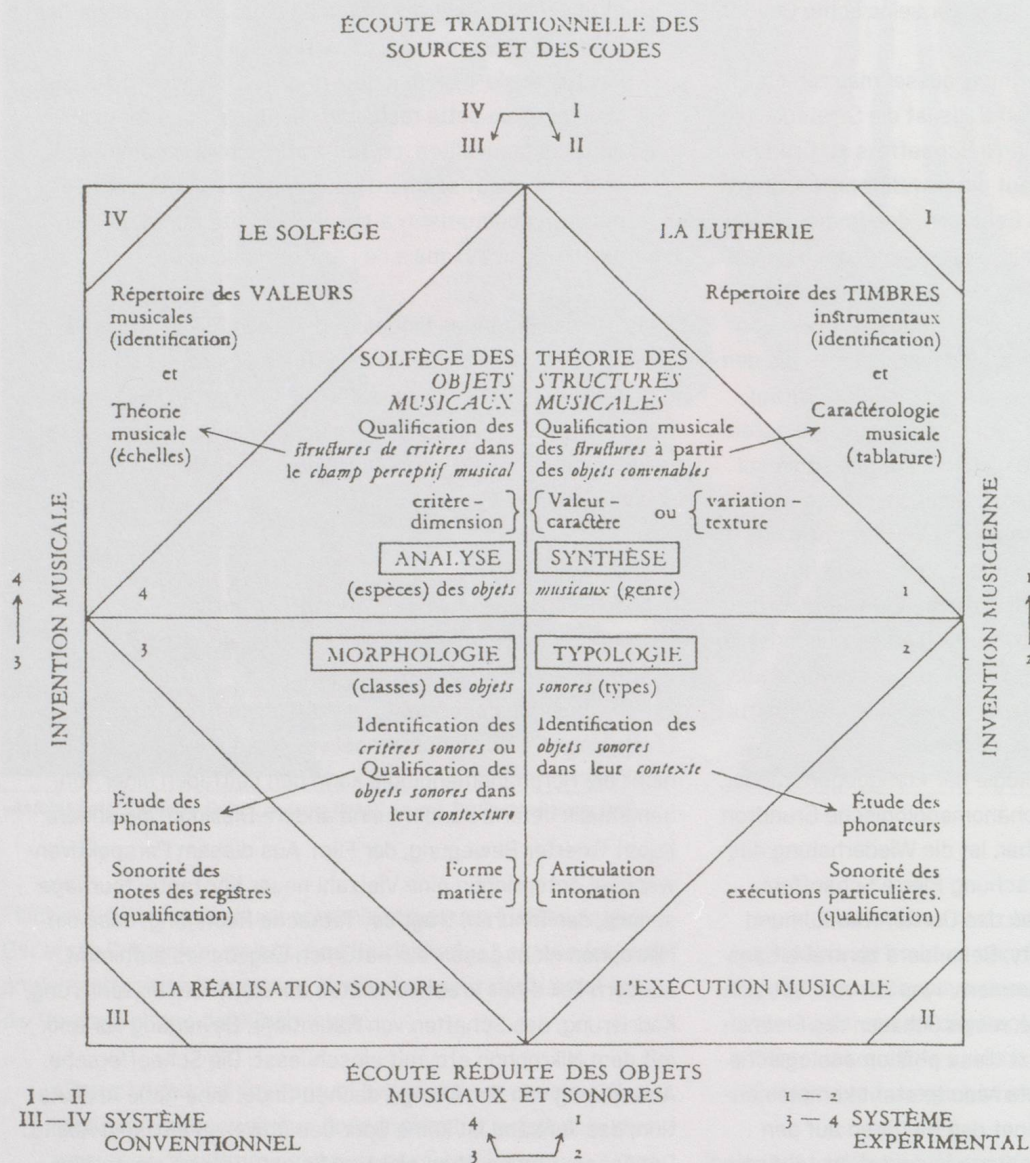 ÉCOUTE TRADITIONNELLE DES
SOURCES ET DES CODES
IV I
III II
IV
LE SOLFÈGE
LA LUTHERIE
I
Répertoire des VALEURS
musicales
(identification)
et
Théorie
musicale
(échelles)
SOLFÈGE DES
OBJETS
MUSICAUX
Qualification des
structures de critères dans
le champ perceptif musical
critère –
dimension
THÉORIE DES
STRUCTURES
MUSICALES
Qualification musicale
des structures à partir
des objets convenables
Valeur –
caractère
ou
variation –
texture
Répertoire des TIMBRES
instrumentaux
(identification)
et
Caractérologie
musicale
(tablature)
ANALYSE
SYNTHÈSE
(espèces) des objets
musicaux (genre)
INVENTION MUSICALE
INVENTION MUSICIENNE
4
3
4
1
3
2
1
2
MORPHOLOGIE
TYPOLOGIE
(classes) des objets
sonores (types)
Identification des
critères sonores ou
Qualification des
objets sonores dans
leur contexture
Identification des
objets sonores
dans leur contexte
Étude des
Phonations
Sonorité des
notes des registres
(qualification)
Forme
matière
Articulation
intonation
Étude des
phonateurs
Sonorité des
exécutions particulières.
(qualification)
LA RÉALISATION SONORE
L'EXÉCUTION MUSICALE
III
II
ÉCOUTE RÉDUITE DES OBJETS
MUSICAUX ET SONORES
4 1
3 2
I — II
III—IV SYSTÈME
CONVENTIONNEL
1 — 2
3 — 4 SYSTÈME
EXPÉRIMENTAL